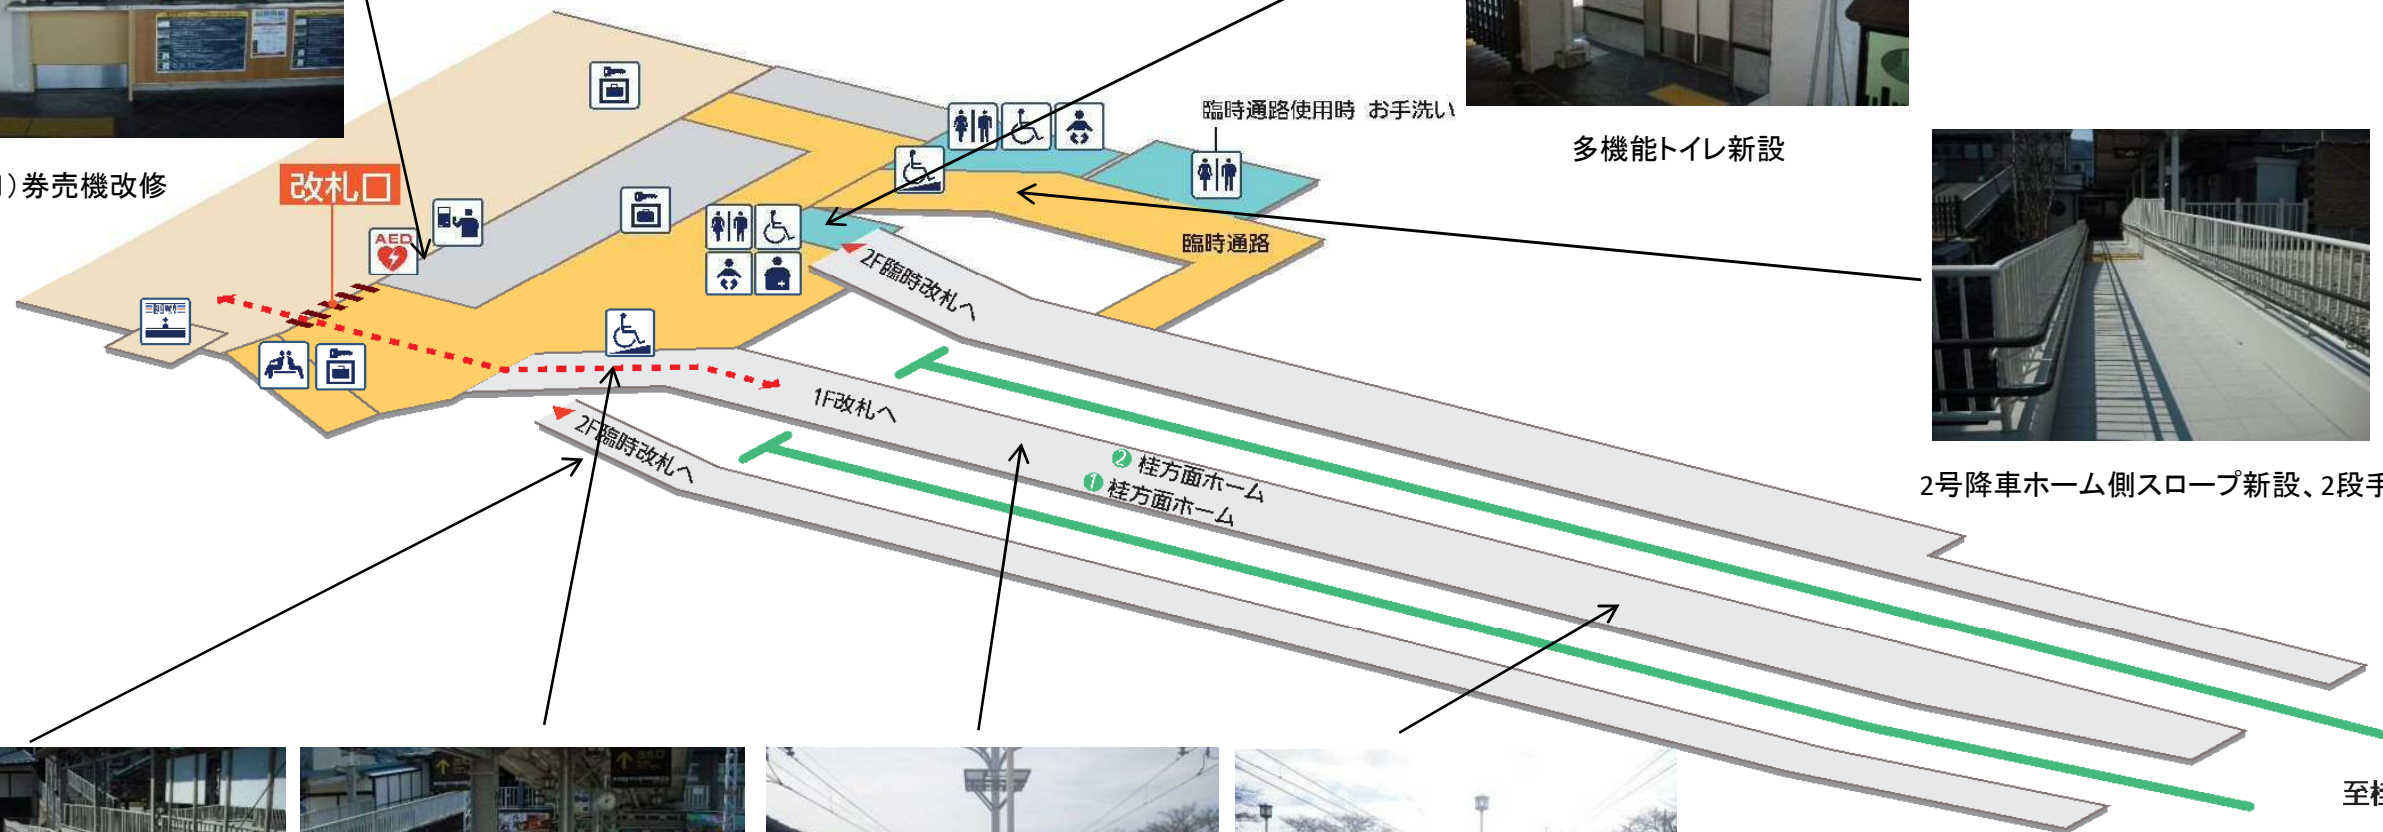 臨時通路使用時 お手洗い
多機能トイレ新設
)券売機改修
改札口
AED
臨時通路
2F臨時改札へ
1F改札へ
2F臨時改札へ
2 桂方面ホーム
1 桂方面ホーム
2号降車ホーム側スロープ新設、2段手
至桂